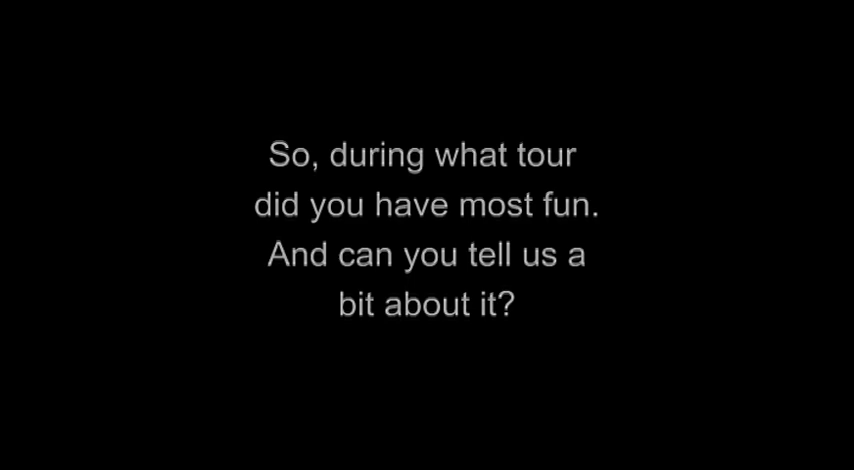 So, during what tour
did you have most fun.
And can you tell us a
bit about it?